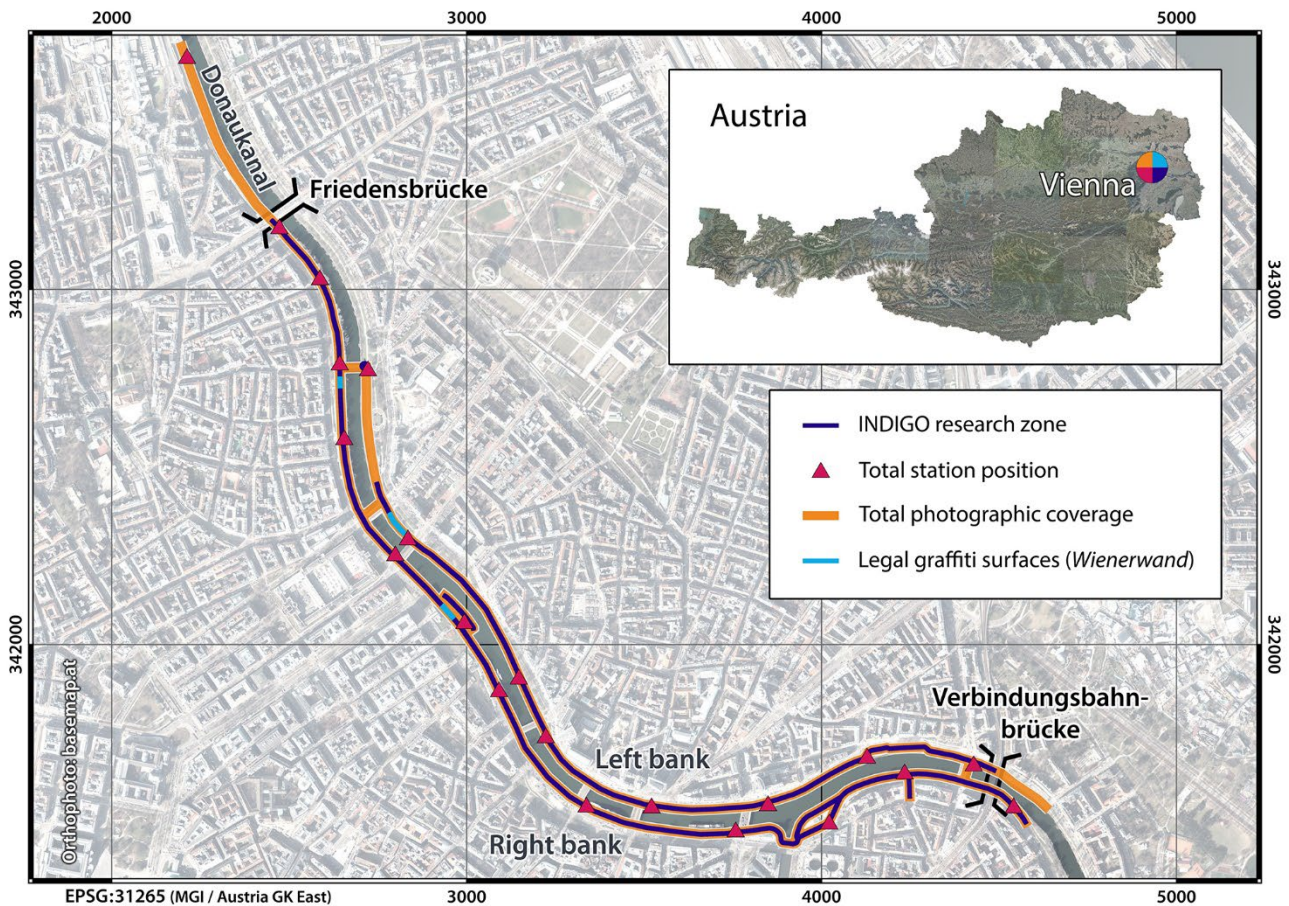 2000 3000 4000 5000
Donaukanal
Friedensbrücke
Austria
Vienna
343000 343000
INDIGO research zone
Total station position
Total photographic coverage
Legal graffiti surfaces (Wienerwand)
342000 342000
Verbindungsbahn-
brücke
Left bank
Right bank
Orthophoto: basemap.at
EPSG:31265 (MGI / Austria GK East)
3000 4000 5000